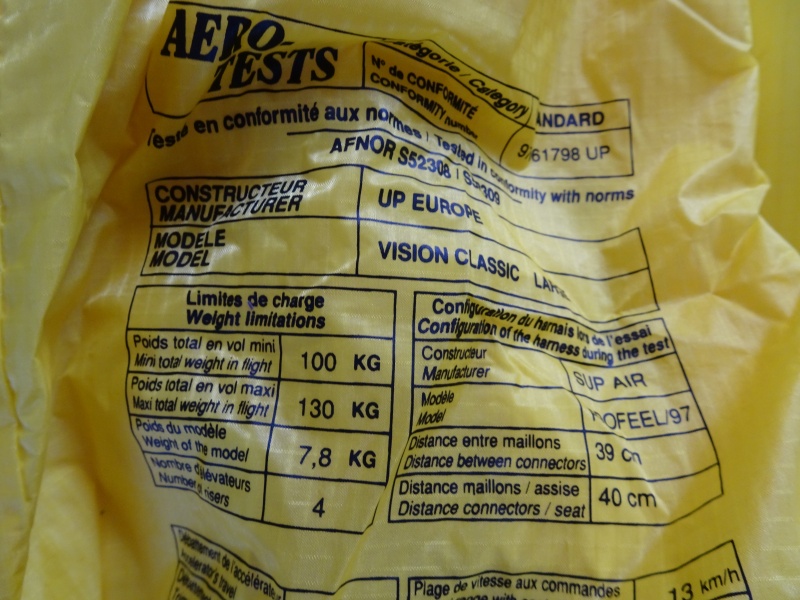 AERO-
TESTS
Catégorie / Category
ANDARD
N° de CONFORMITÉ
CONFORMITY number
9/61798 UP
Testé en conformité aux normes / Tested in conformity with norms
AFNOR S52308 /
CONSTRUCTEUR
MANUFACTURER
UP EUROPE
MODELE
MODEL
VISION CLASSIC
Limites de charge
Weight limitations
Poids total en vol mini
Mini total weight in flight
100 KG
Poids total en vol maxi
Maxi total weight in flight
130 KG
Poids du modèle
Weight of the model
7,8 KG
Nombre d'élévateurs
Number of risers
4
Configuration du harnais lors de l'essai
Configuration of the harness during the test
Constructeur
Manufacturer
SUP AIR
Modèle
Model
OFEEL/97
Distance entre maillons
Distance between connectors
39 cm
Distance maillons / assise
Distance connectors / seat
40 cm
Plage de vitesse aux commandes
13 km/h